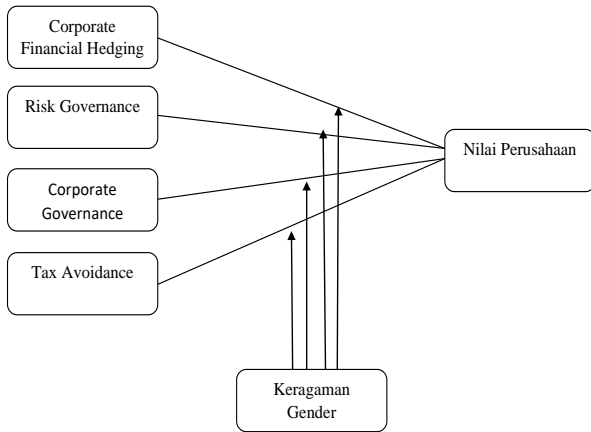 Corporate
Financial Hedging
Risk Governance
Nilai Perusahaan
Corporate
Governance
Tax Avoidance
Keragaman
Gender